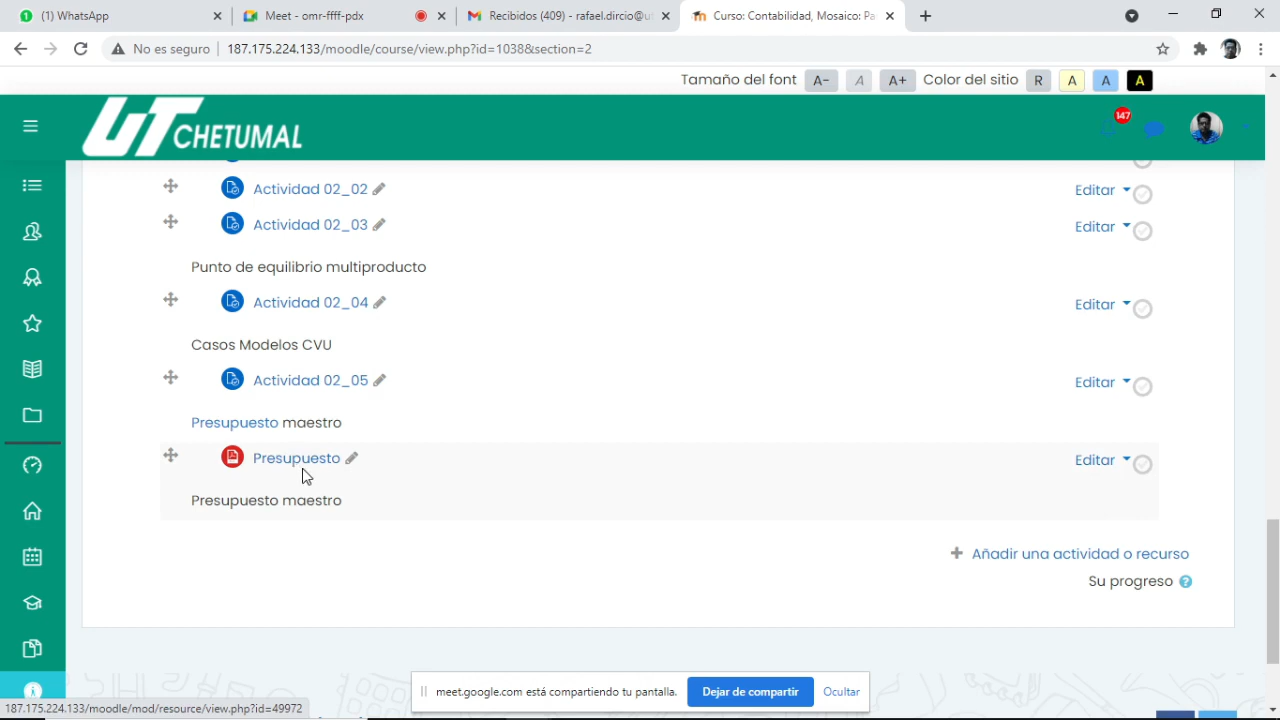 (1) WhatsApp
Meet - omr-ffff-pdx
Recibidos (409) - rafael.dircio@u
Curso: Contabilidad, Mosaico: Pa
No es seguro | 187.175.224.133/moodle/course/view.php?id=1038&section=2
Tamaño del font A- A A+ Color del sitio R A A A
UT CHETUMAL
147
Actividad 02_02 Editar
Actividad 02_03 Editar
Punto de equilibrio multiproducto
Actividad 02_04 Editar
Casos Modelos CVU
Actividad 02_05 Editar
Presupuesto maestro
Presupuesto Editar
Presupuesto maestro
+ Añadir una actividad o recurso
Su progreso ?
meet.google.com está compartiendo tu pantalla. Dejar de compartir Ocultar
187.175.224.133/moodle/mod/resource/view.php?id=49972